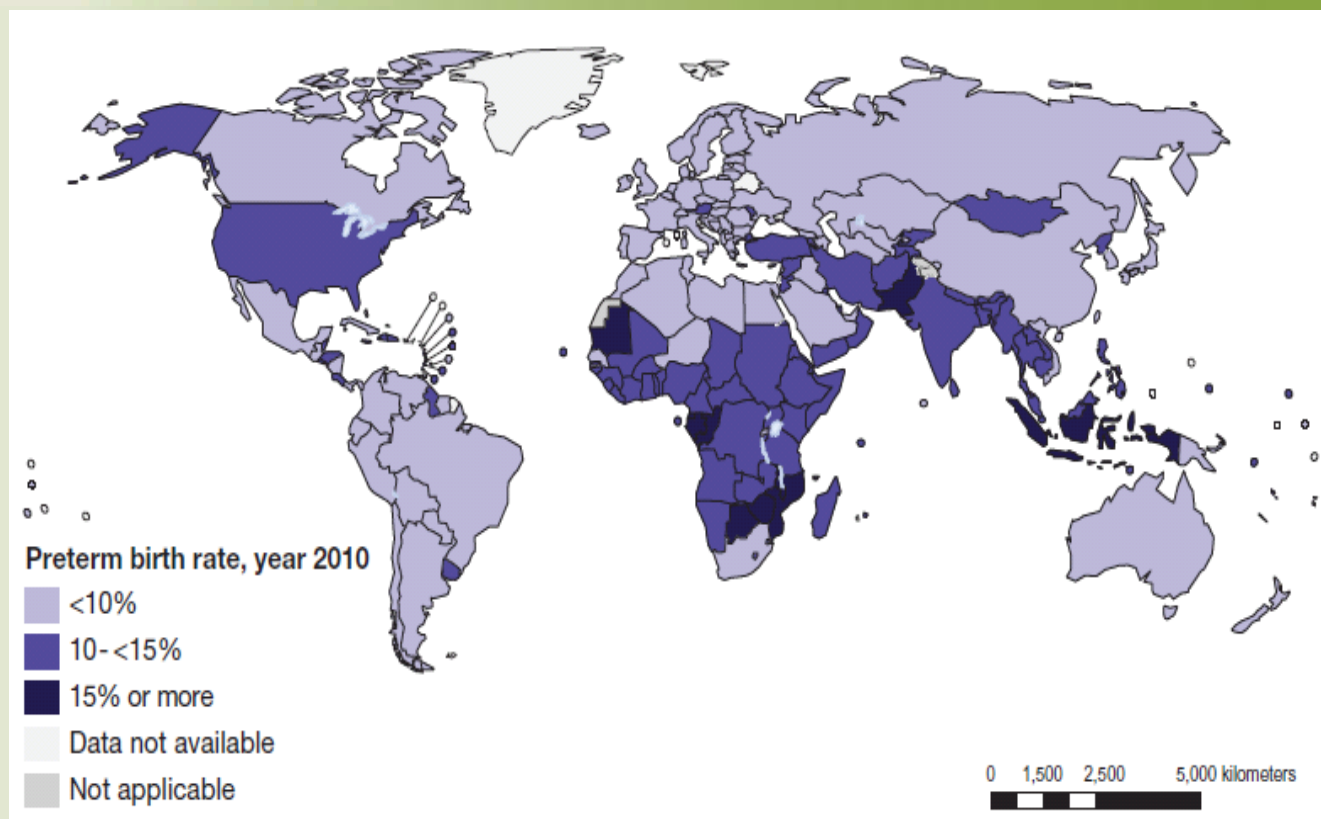 Preterm birth rate, year 2010
<10%
10-<15%
15% or more
Data not available
Not applicable
0 1,500 2,500 5,000 kilometers